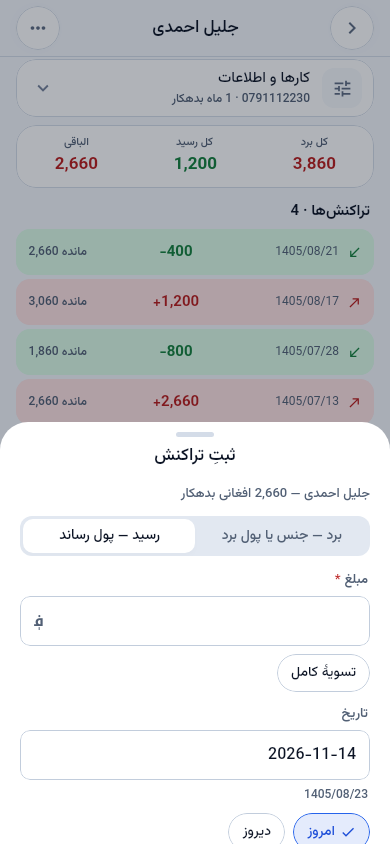 جلیل احمدی
کارها و اطلاعات
0791112230 · 1 ماه بدهکار
کل برد
کل رسید
الباقی
3,860
1,200
2,660
تراکنش‌ها · 4
1405/08/21
−400
مانده 2,660
1405/08/17
+1,200
مانده 3,060
1405/07/28
−800
مانده 1,860
1405/07/13
+2,660
مانده 2,660
ثبتِ تراکنش
جلیل احمدی — 2,660 افغانی بدهکار
برد — جنس یا پول برد
رسید — پول رساند
مبلغ *
؋
تسویهٔ کامل
تاریخ
2026-11-14
1405/08/23
امروز
دیروز